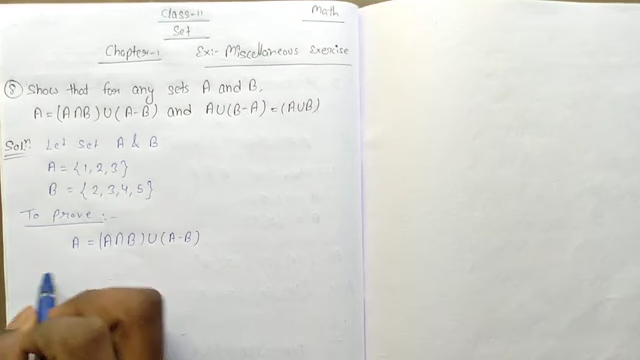 Class-11
Math
Set
Chapter-1 Ex:- Miscellaneous Exercise
8 Show that for any sets A and B,
A = (A∩B) ∪ (A-B) and A∪(B-A) = (A∪B)
Solⁿ: Let set A & B
A = {1, 2, 3}
B = {2, 3, 4, 5}
To Prove :-
A = (A∩B) ∪ (A-B)